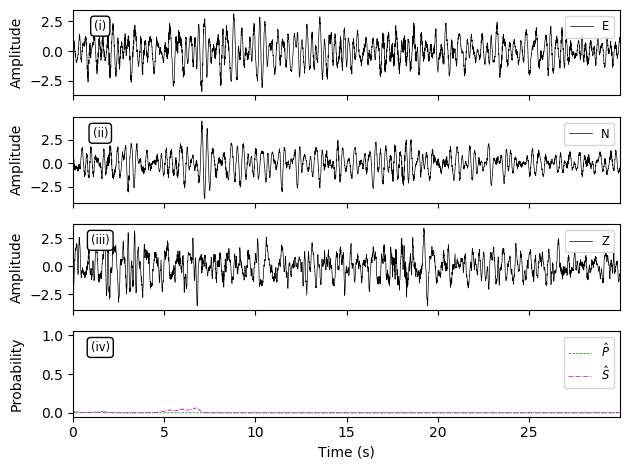 2.5
0.0
−2.5
Amplitude
(i)
E
2.5
0.0
−2.5
Amplitude
(ii)
N
2.5
0.0
−2.5
Amplitude
(iii)
Z
1.0
0.5
0.0
Probability
(iv)
P̂
Ŝ
0 5 10 15 20 25
Time (s)